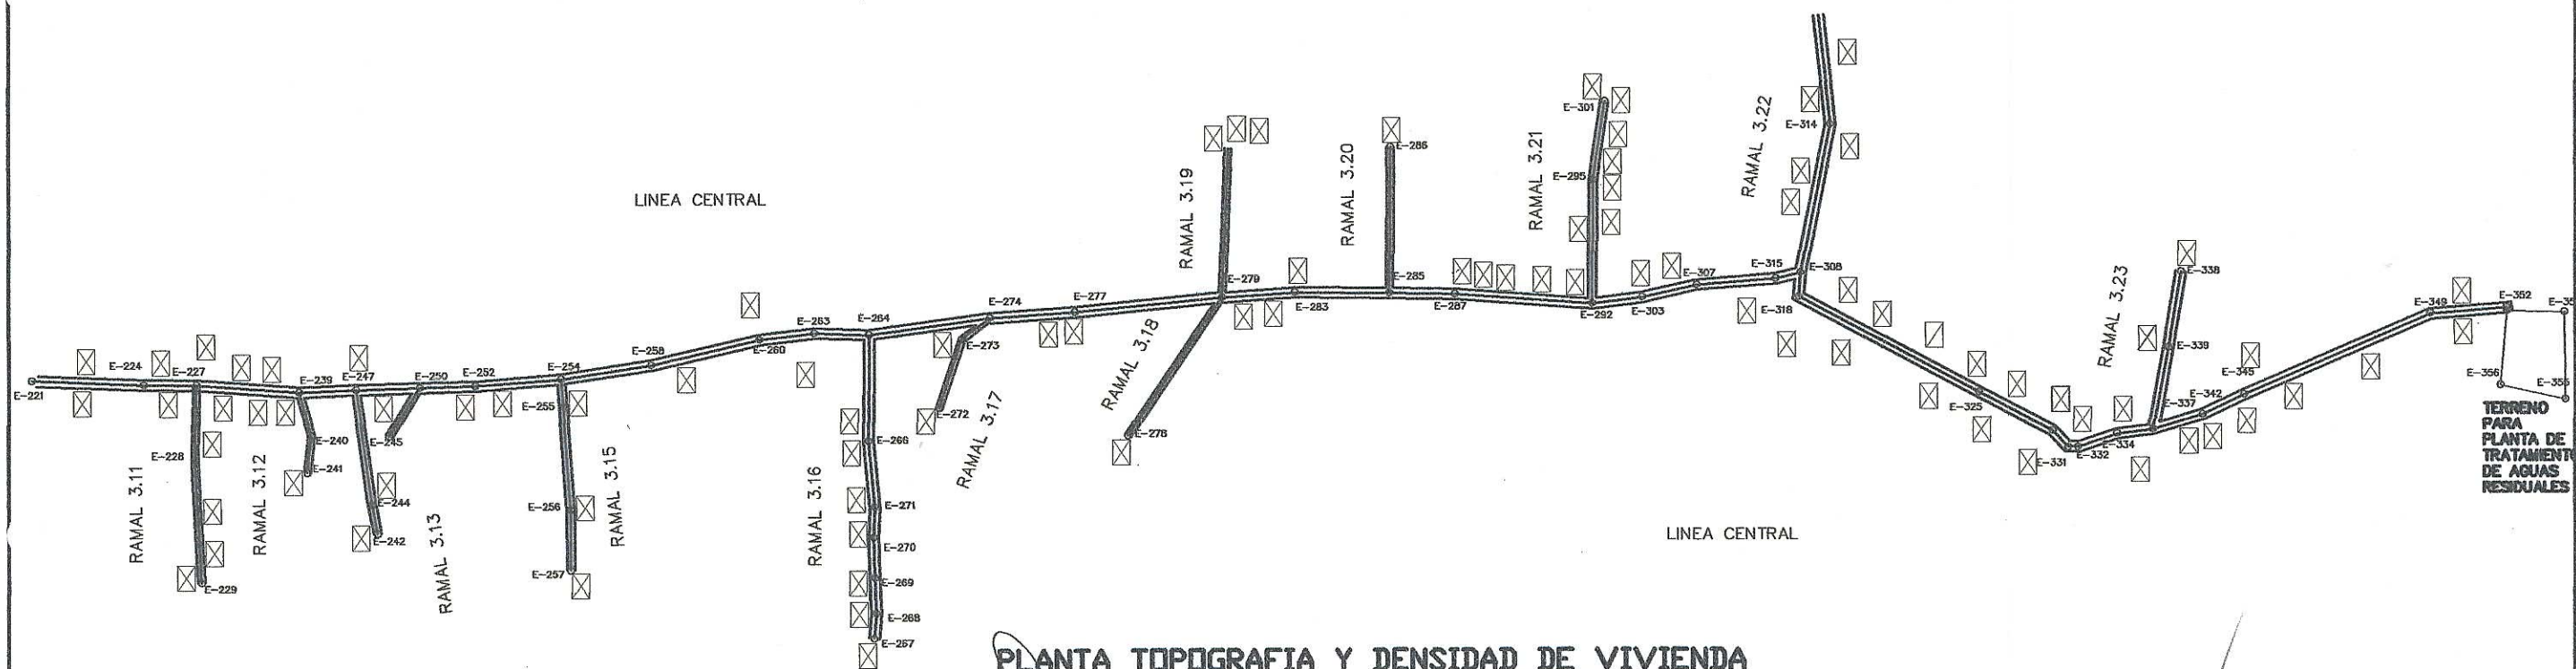 LINEA CENTRAL
RAMAL 3.11
RAMAL 3.12
RAMAL 3.13
RAMAL 3.15
RAMAL 3.16
RAMAL 3.17
RAMAL 3.18
RAMAL 3.19
RAMAL 3.20
RAMAL 3.21
RAMAL 3.22
RAMAL 3.23
E-221
E-224
E-227
E-228
E-229
E-239
E-240
E-241
E-247
E-245
E-244
E-242
E-250
E-252
E-254
E-255
E-256
E-257
E-258
E-260
E-263
E-264
E-266
E-271
E-270
E-269
E-268
E-267
E-274
E-273
E-272
E-277
E-279
E-278
E-283
E-285
E-286
E-287
E-292
E-295
E-301
E-303
E-307
E-315
E-308
E-314
E-318
E-325
E-331
E-332
E-334
E-337
E-339
E-338
E-342
E-345
E-349
E-352
E-356
E-355
TERRENO
PARA
PLANTA DE
TRATAMIENTO
DE AGUAS
RESIDUALES
LINEA CENTRAL
PLANTA TOPOGRAFIA Y DENSIDAD DE VIVIENDA